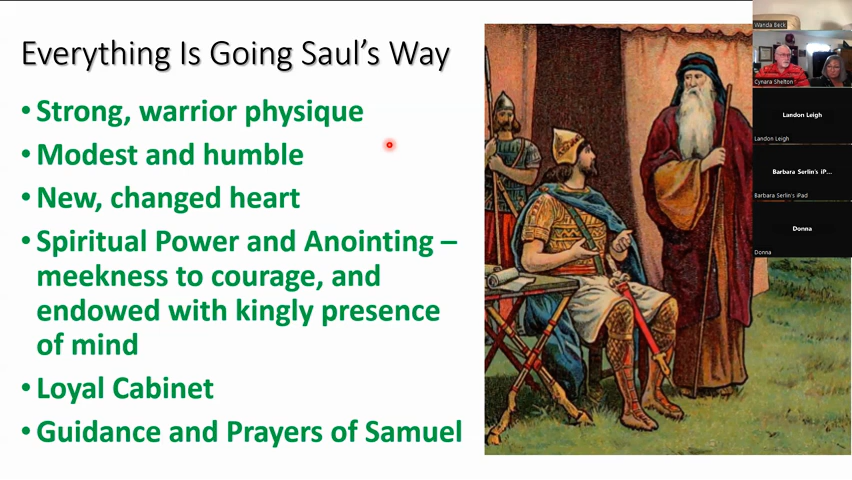 Everything Is Going Saul's Way
• Strong, warrior physique
• Modest and humble
• New, changed heart
• Spiritual Power and Anointing –
meekness to courage, and
endowed with kingly presence
of mind
• Loyal Cabinet
• Guidance and Prayers of Samuel
Wanda Beck
Cynara Shelton
Landon Leigh
Landon Leigh
Barbara Serlin's iP...
Barbara Serlin's iPad
Donna
Donna